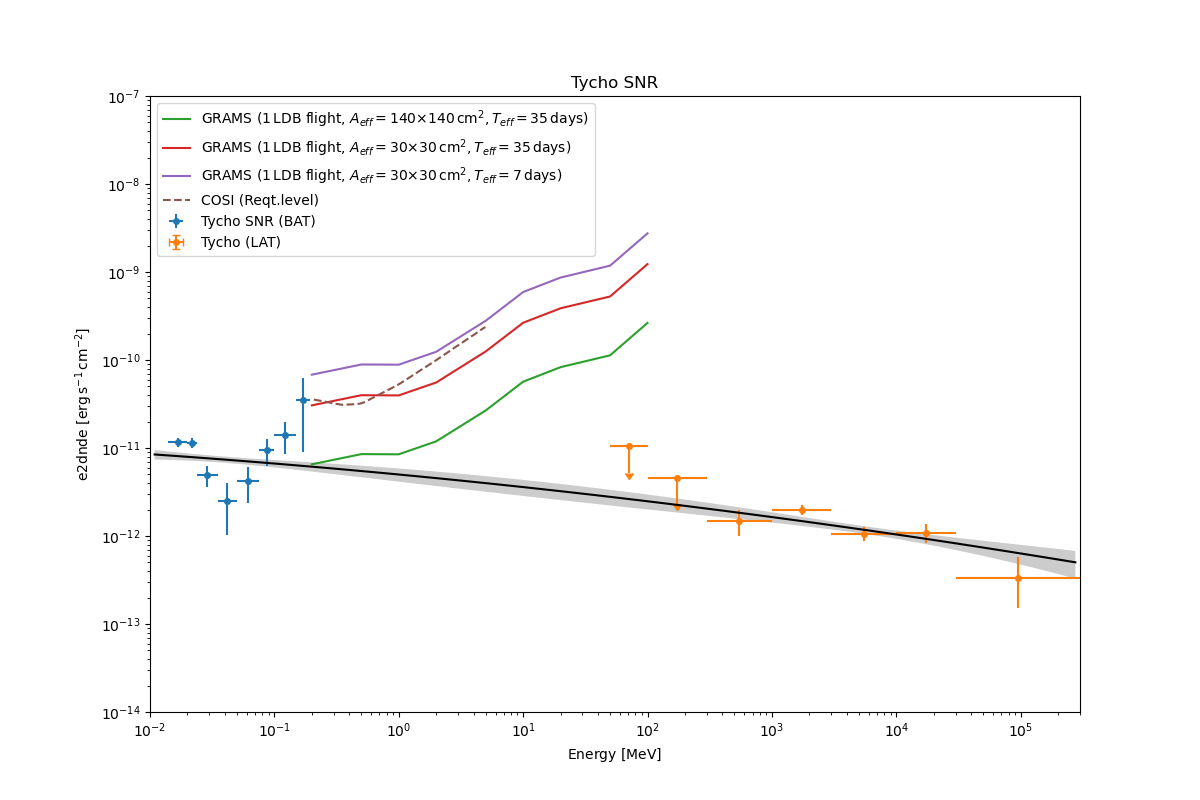 Tycho SNR
10⁻⁷
10⁻⁸
10⁻⁹
10⁻¹⁰
10⁻¹¹
10⁻¹²
10⁻¹³
10⁻¹⁴
e2dnde [erg s⁻¹ cm⁻²]
GRAMS (1 LDB flight, A_eff = 140×140 cm², T_eff = 35 days)
GRAMS (1 LDB flight, A_eff = 30×30 cm², T_eff = 35 days)
GRAMS (1 LDB flight, A_eff = 30×30 cm², T_eff = 7 days)
COSI (Reqt.level)
Tycho SNR (BAT)
Tycho (LAT)
10⁻² 10⁻¹ 10⁰ 10¹ 10² 10³ 10⁴ 10⁵
Energy [MeV]